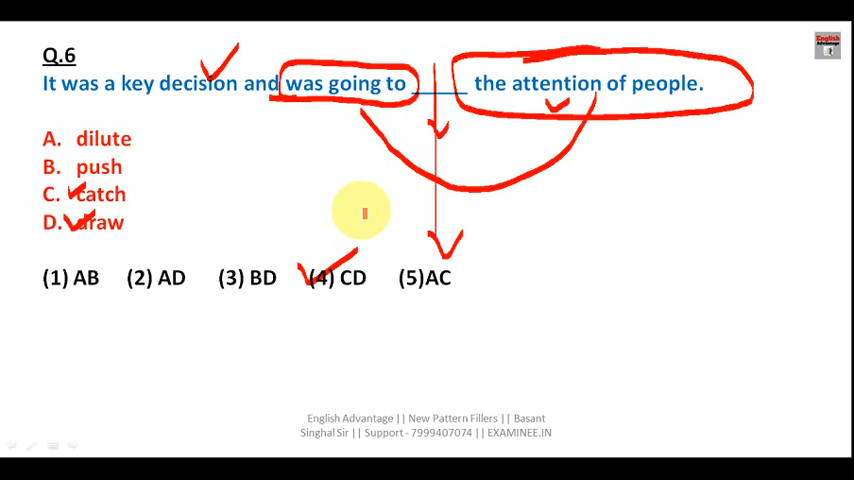 English
Advantage
Q.6
It was a key decision and was going to ______ the attention of people.
A. dilute
B. push
C. catch
D. draw
(1) AB (2) AD (3) BD (4) CD (5)AC
English Advantage || New Pattern Fillers || Basant
Singhal Sir || Support - 7999407074 || EXAMINEE.IN